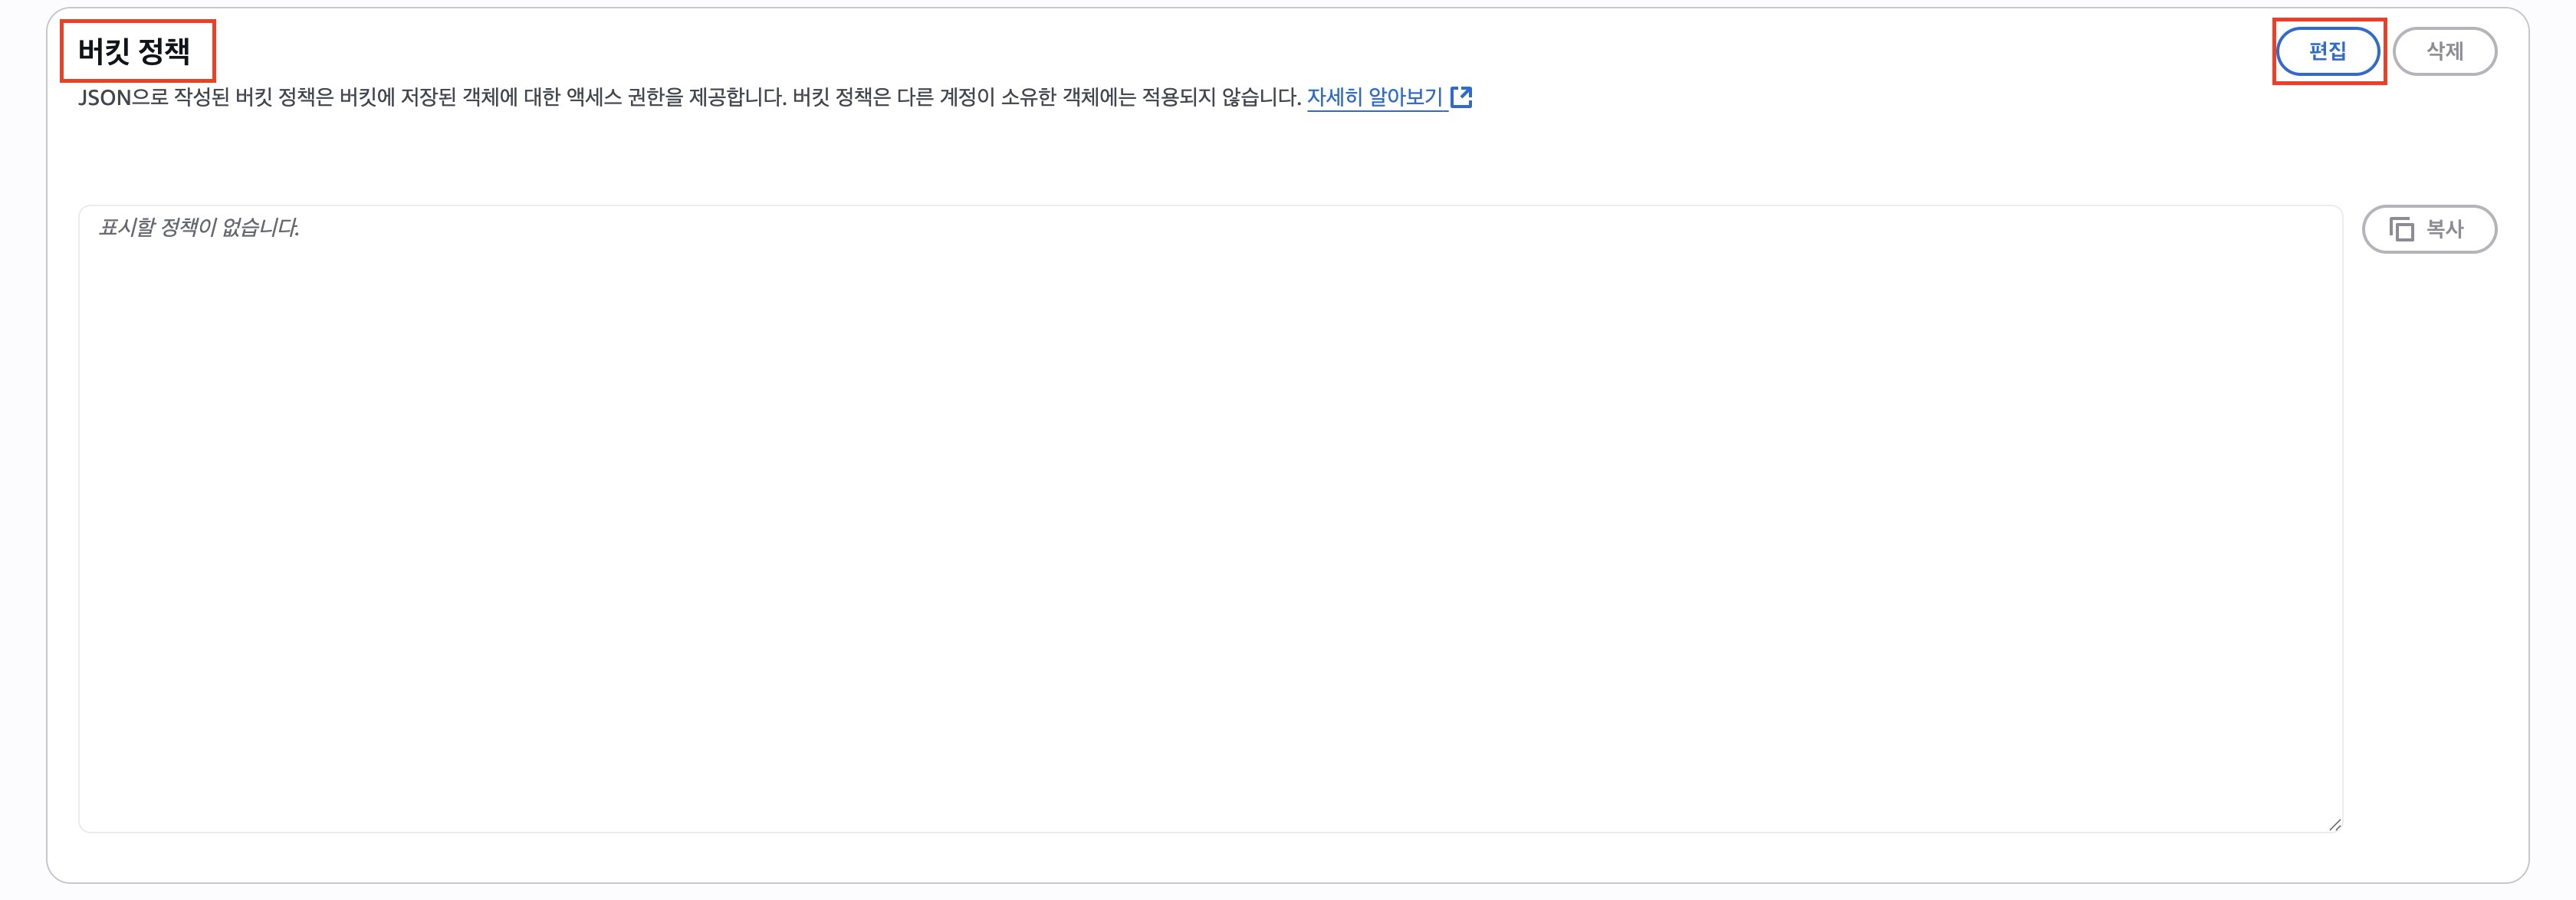 버킷 정책
편집
삭제
JSON으로 작성된 버킷 정책은 버킷에 저장된 객체에 대한 액세스 권한을 제공합니다. 버킷 정책은 다른 계정이 소유한 객체에는 적용되지 않습니다. 자세히 알아보기
표시할 정책이 없습니다.
복사